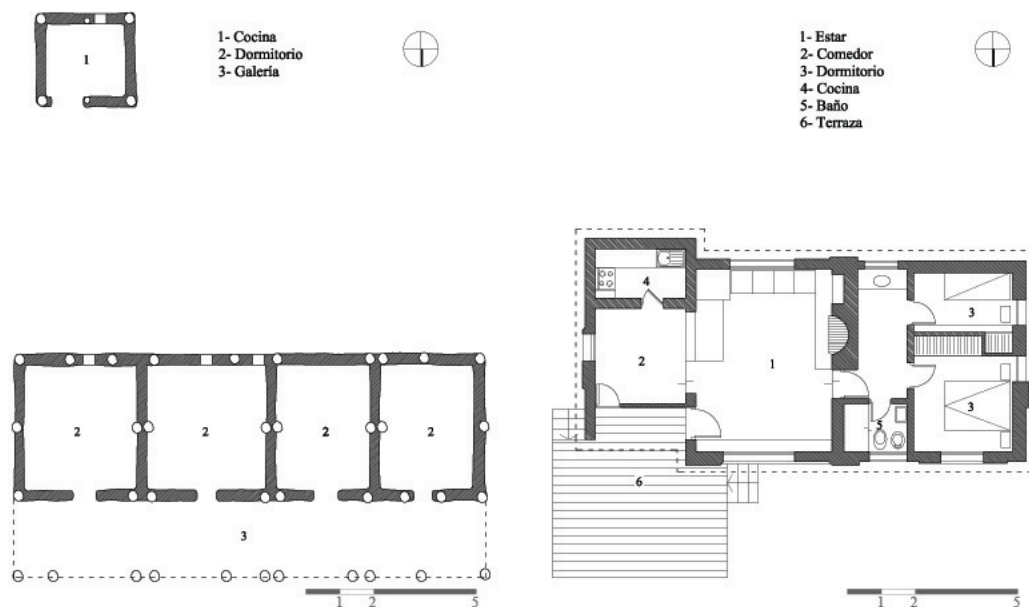 1- Cocina
2- Dormitorio
3- Galería
1
2
2
2
2
3
1 2 5
1- Estar
2- Comedor
3- Dormitorio
4- Cocina
5- Baño
6- Terraza
4
3
2
1
3
5
6
1 2 5